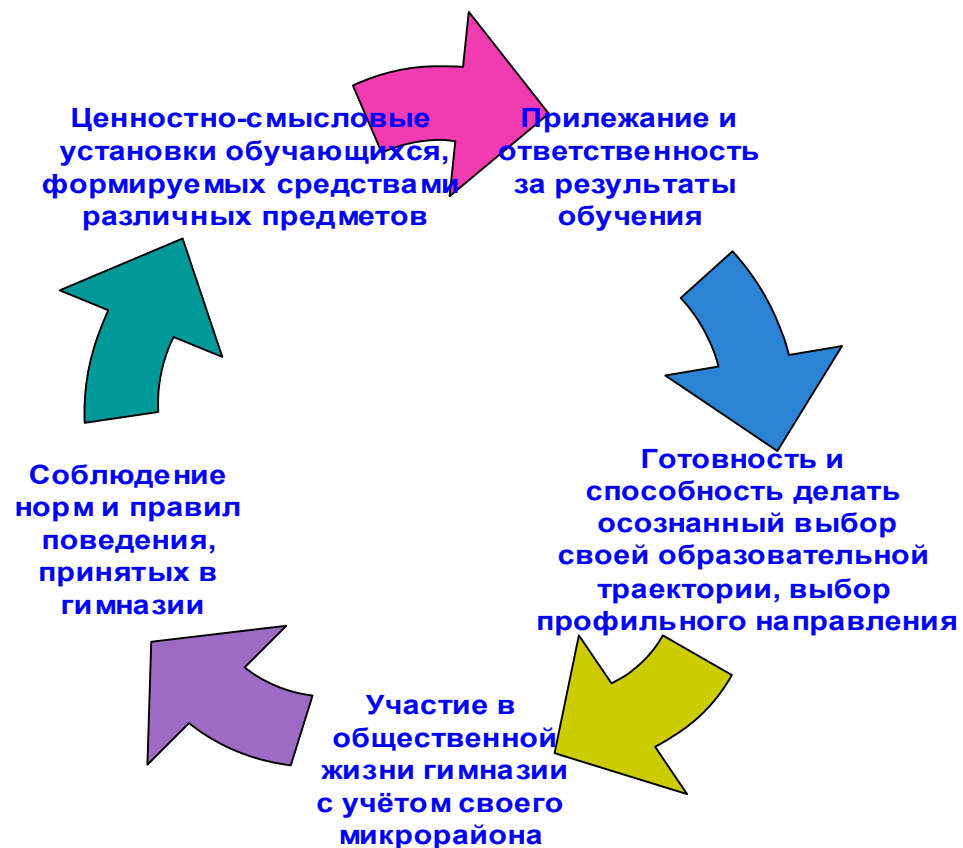 Ценностно-смысловые
установки обучающихся,
формируемых средствами
различных предметов
Прилежание и
ответственность
за результаты
обучения
Готовность и
способность делать
осознанный выбор
своей образовательной
траектории, выбор
профильного направления
Участие в
общественной
жизни гимназии
с учётом своего
микрорайона
Соблюдение
норм и правил
поведения,
принятых в
гимназии